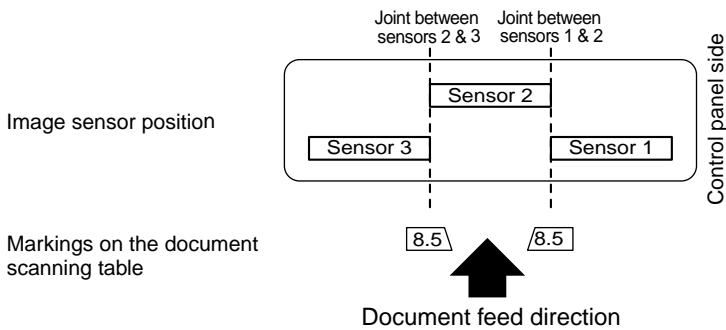 Joint between
sensors 2 & 3
Joint between
sensors 1 & 2
Control panel side
Image sensor position
Sensor 2
Sensor 3
Sensor 1
Markings on the document
scanning table
8.5
8.5
Document feed direction